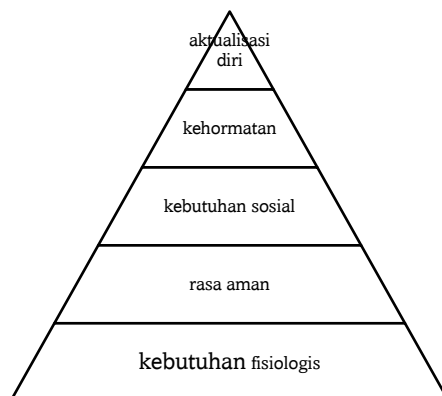 aktualisasi
diri
kehormatan
kebutuhan sosial
rasa aman
kebutuhan fisiologis